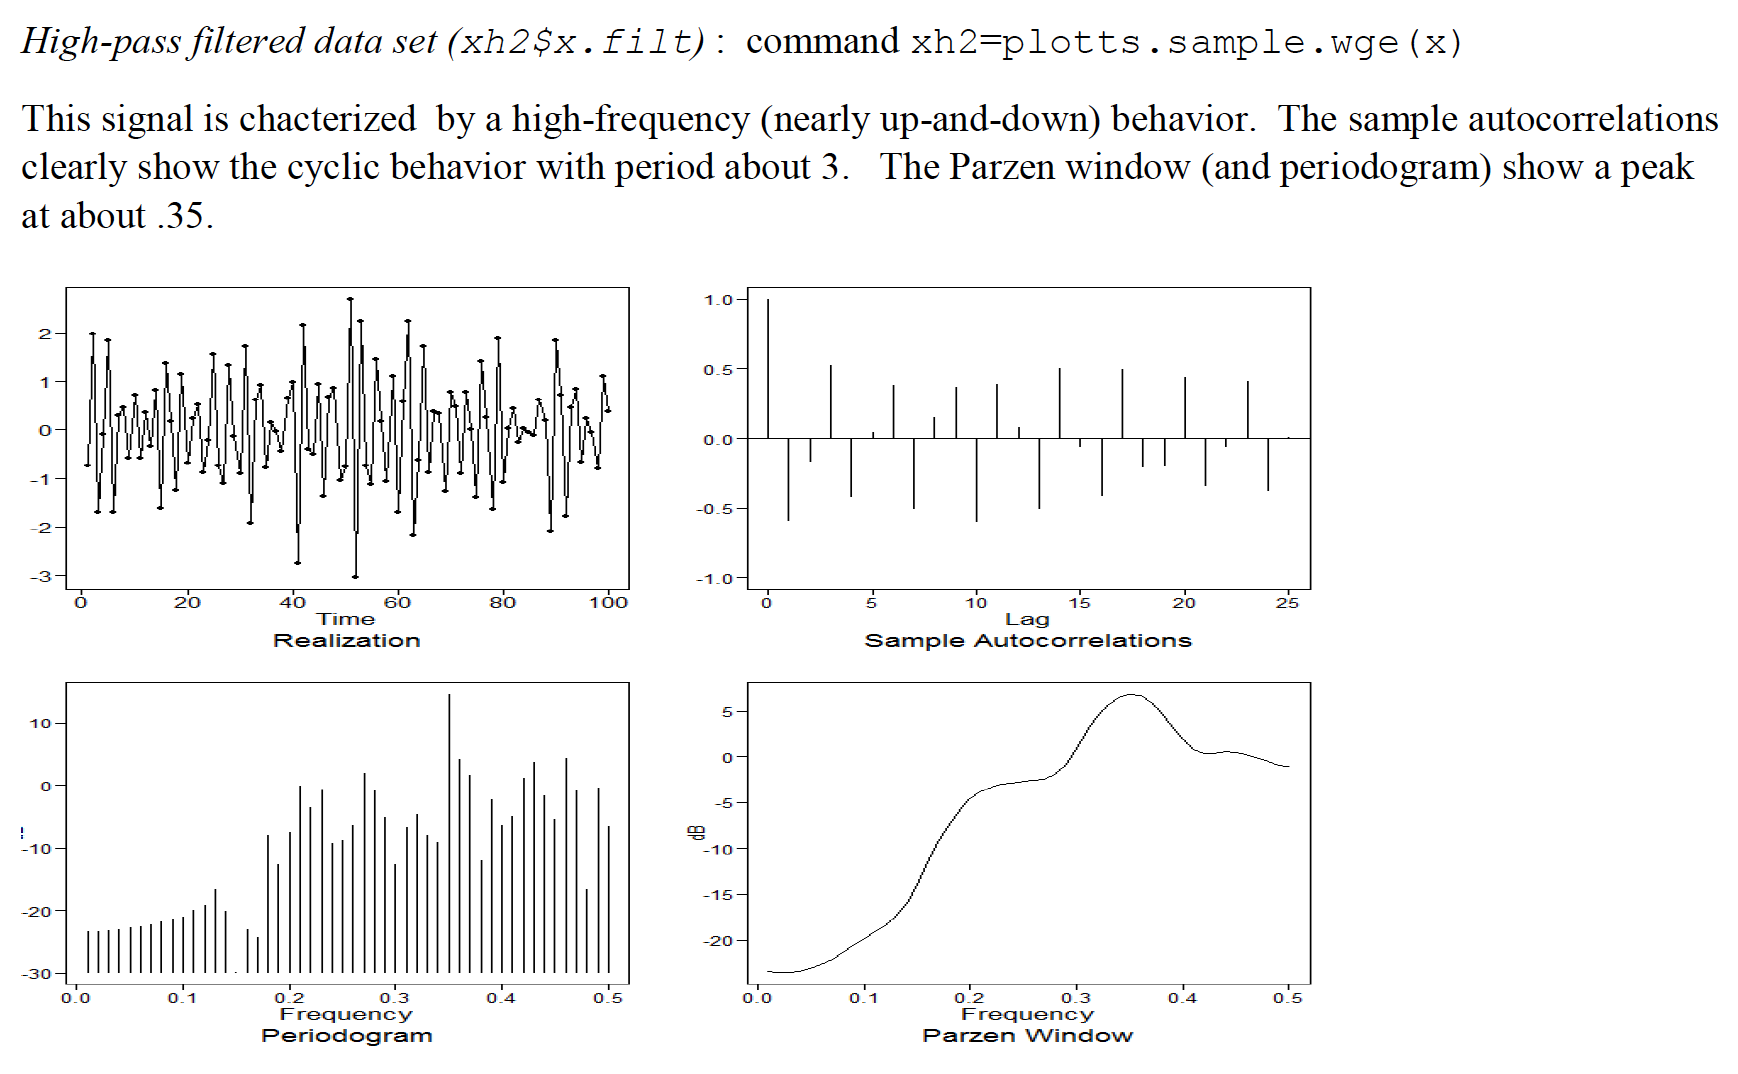 High-pass filtered data set (xh2$x.filt): command xh2=plotts.sample.wge(x)
This signal is chacterized by a high-frequency (nearly up-and-down) behavior. The sample autocorrelations
clearly show the cyclic behavior with period about 3. The Parzen window (and periodogram) show a peak
at about .35.
2
1
0
-1
-2
-3
0 20 40 60 80 100
Time
Realization
1.0
0.5
0.0
-0.5
-1.0
0 5 10 15 20 25
Lag
Sample Autocorrelations
10
0
-10
-20
-30
0.0 0.1 0.2 0.3 0.4 0.5
Frequency
Periodogram
dB
5
0
-5
-10
-15
-20
0.0 0.1 0.2 0.3 0.4 0.5
Frequency
Parzen Window